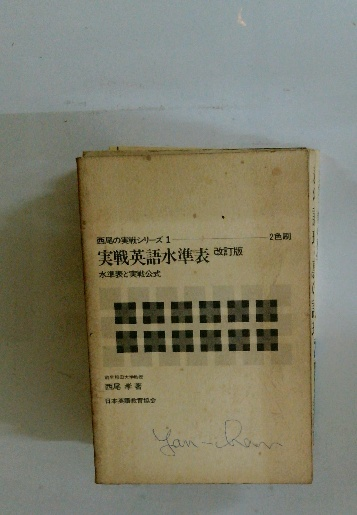 西尾の実戦シリーズ 1 2色刷
実戦英語水準表 改訂版
水準表と実戦公式
西尾 孝 著
日本英語教育協会
Yan-chan